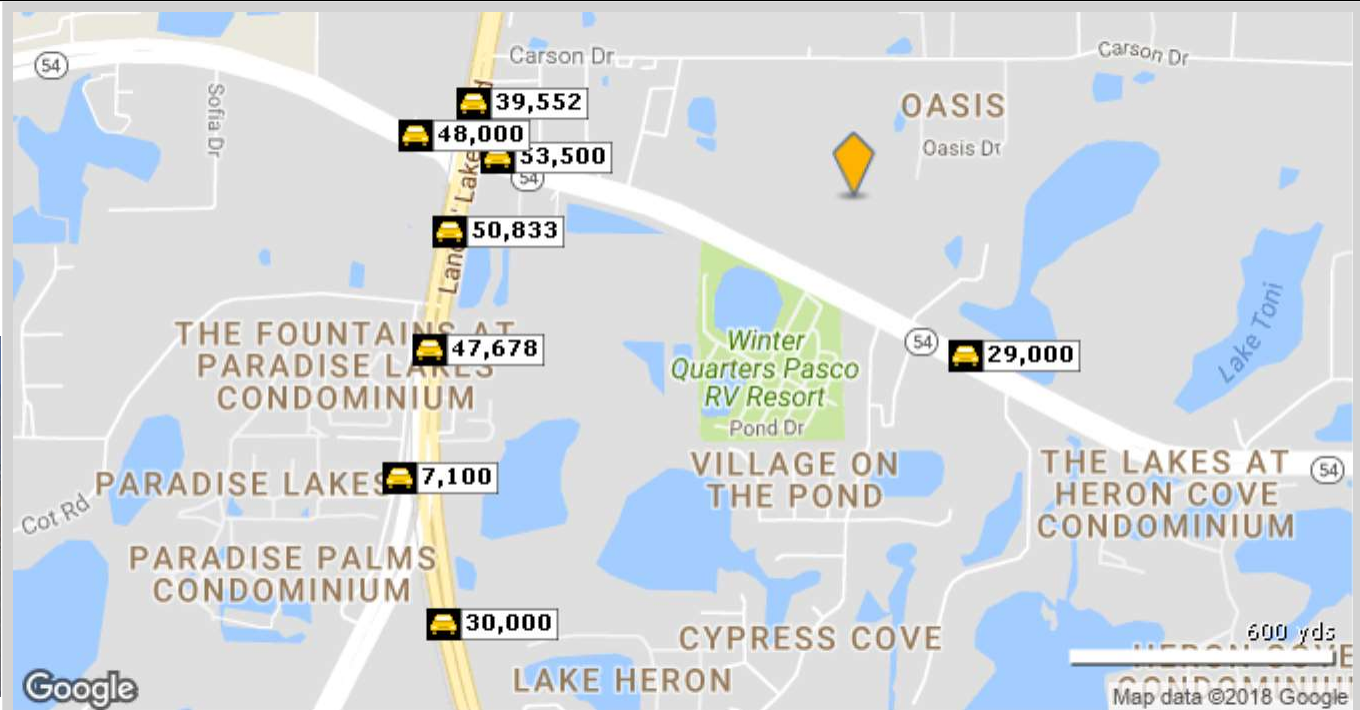 Carson Dr
Carson Dr
54
Sofia Dr
39,552
OASIS
48,000
Oasis Dr
53,500
54
50,833
Lake Toni
THE FOUNTAINS AT
PARADISE LAKES
CONDOMINIUM
47,678
Winter
Quarters Pasco
RV Resort
Pond Dr
54
29,000
VILLAGE ON
THE POND
THE LAKES AT
HERON COVE
CONDOMINIUM
54
PARADISE LAKES
7,100
Cot Rd
PARADISE PALMS
CONDOMINIUM
30,000
CYPRESS COVE
600 yds
HERON COVE
LAKE HERON
Google
Map data ©2018 Google